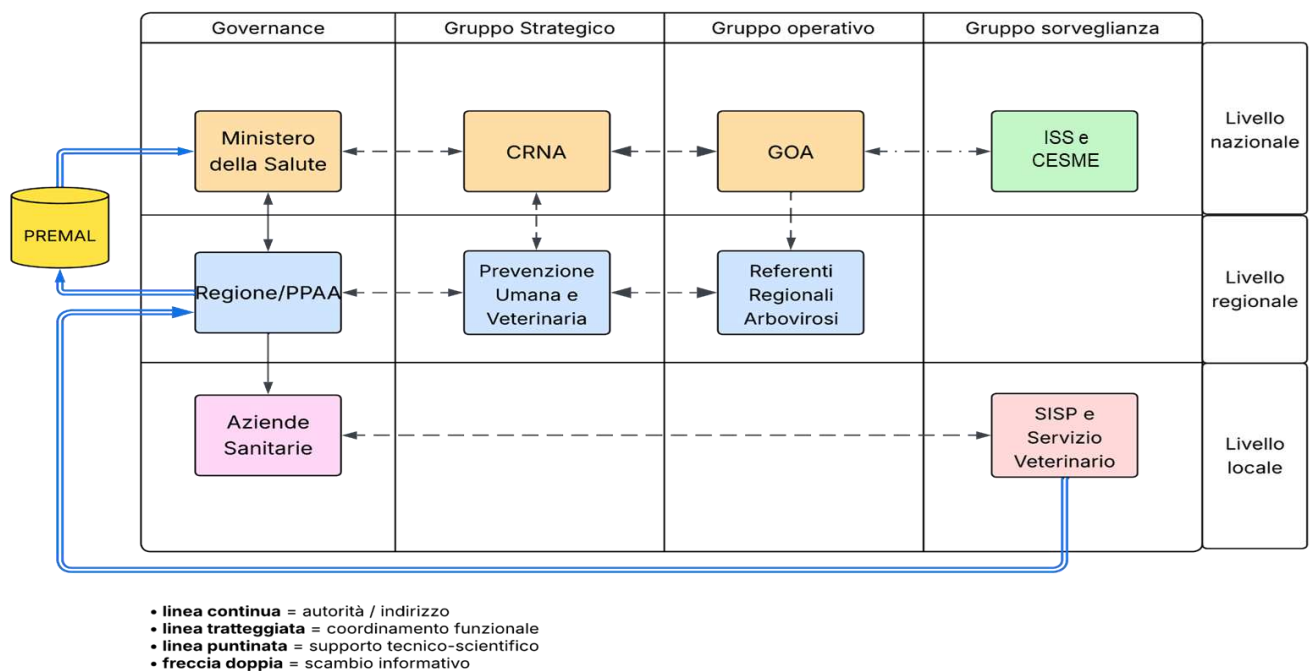 Governance
Gruppo Strategico
Gruppo operativo
Gruppo sorveglianza
Ministero
della Salute
CRNA
GOA
ISS e
CESME
Livello
nazionale
PREMAL
Regione/PPAA
Prevenzione
Umana e
Veterinaria
Referenti
Regionali
Arbovirosi
Livello
regionale
Aziende
Sanitarie
SISP e
Servizio
Veterinario
Livello
locale
• linea continua = autorità / indirizzo
• linea tratteggiata = coordinamento funzionale
• linea puntinata = supporto tecnico-scientifico
• freccia doppia = scambio informativo